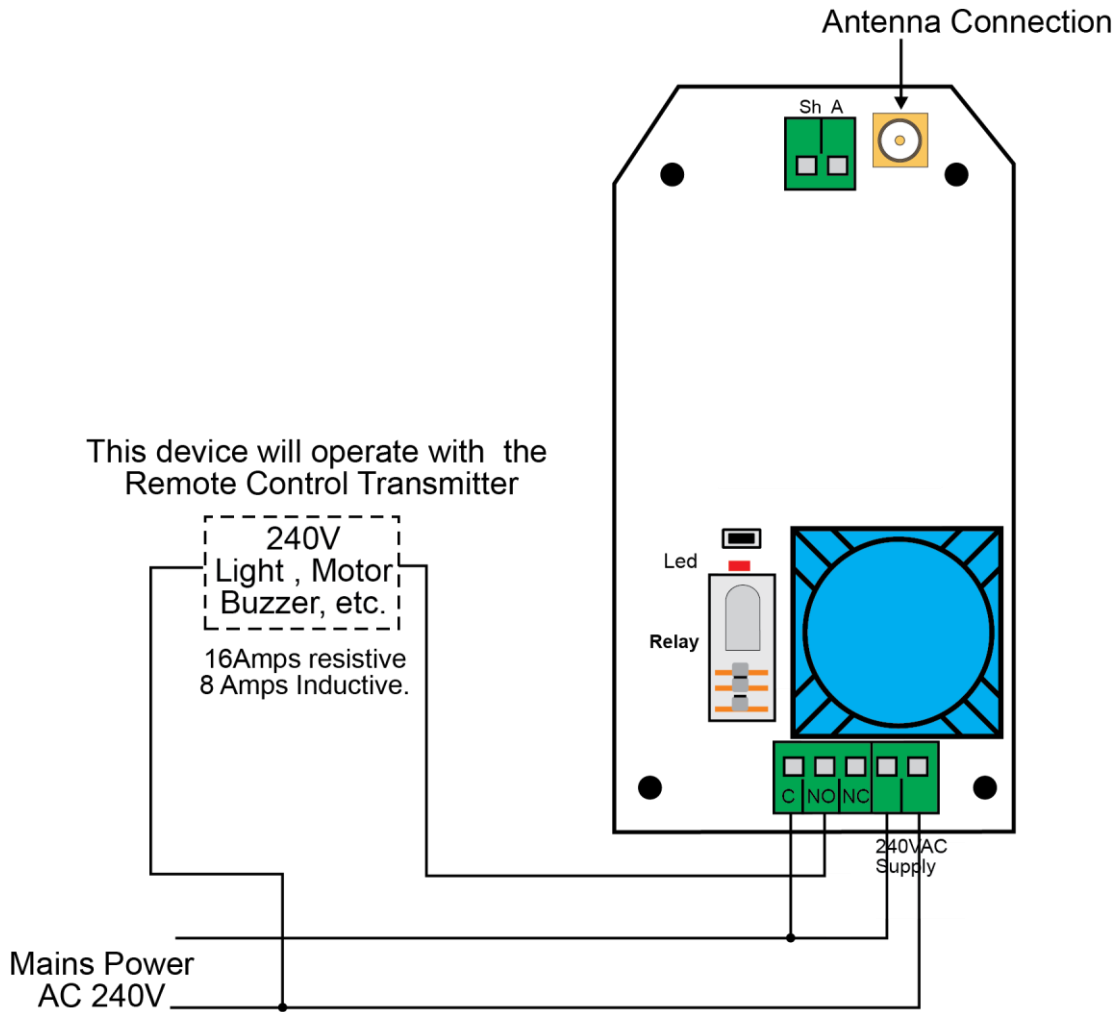 Antenna Connection
Sh A
This device will operate with the
Remote Control Transmitter
240V
Light , Motor
Buzzer, etc.
16Amps resistive
8 Amps Inductive.
Led
Relay
C NO NC
240VAC
Supply
Mains Power
AC 240V